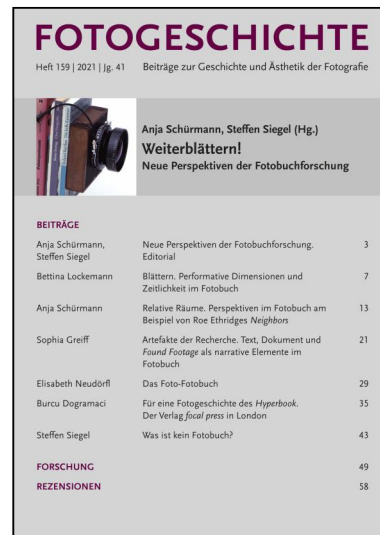 FOTOGESCHICHTE
Heft 159 | 2021 | Jg. 41 Beiträge zur Geschichte und Ästhetik der Fotografie
Anja Schürmann, Steffen Siegel (Hg.)
Weiterblättern!
Neue Perspektiven der Fotobuchforschung
BEITRÄGE
Anja Schürmann, Neue Perspektiven der Fotobuchforschung. 3
Steffen Siegel Editorial
Bettina Lockemann Blättern. Performative Dimensionen und 7
Zeitlichkeit im Fotobuch
Anja Schürmann Relative Räume. Perspektiven im Fotobuch am 13
Beispiel von Roe Ethridges Neighbors
Sophia Greiff Artefakte der Recherche. Text, Dokument und 21
Found Footage als narrative Elemente im
Fotobuch
Elisabeth Neudörfl Das Foto-Fotobuch 29
Burcu Dogramaci Für eine Fotogeschichte des Hyperbook. 35
Der Verlag focal press in London
Steffen Siegel Was ist kein Fotobuch? 43
FORSCHUNG 49
REZENSIONEN 58